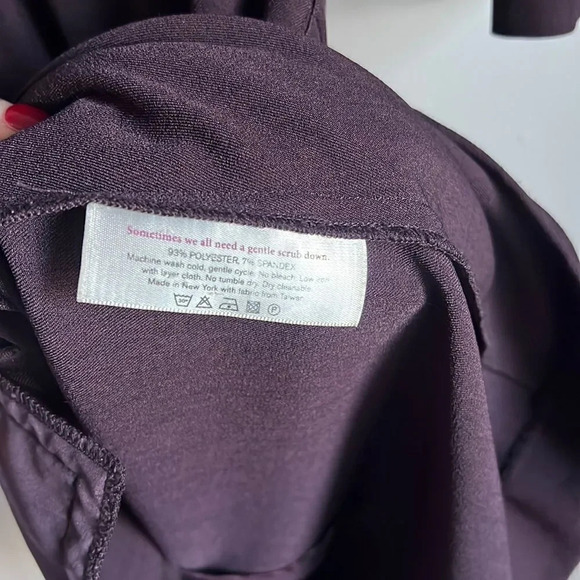 Sometimes we all need a gentle scrub down.
93% POLYESTER, 7% SPANDEX
Machine wash cold, gentle cycle. No bleach. Low iron
with layer cloth. No tumble dry. Dry cleanable
Made in New York with fabric from Taiwan
P